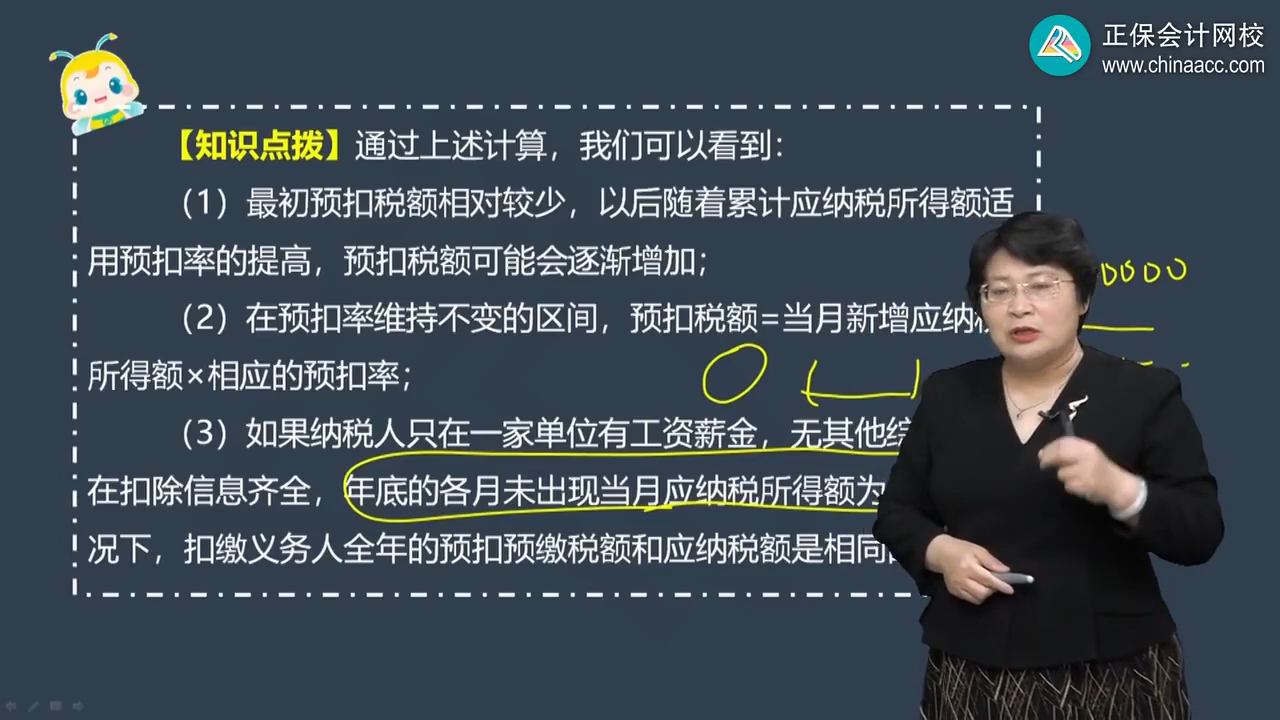 正保会计网校
www.chinaacc.com
【知识点拨】通过上述计算，我们可以看到：
（1）最初预扣税额相对较少，以后随着累计应纳税所得额适
用预扣率的提高，预扣税额可能会逐渐增加；
（2）在预扣率维持不变的区间，预扣税额=当月新增应纳税
所得额×相应的预扣率；
（3）如果纳税人只在一家单位有工资薪金，无其他综
在扣除信息齐全，年底的各月未出现当月应纳税所得额为
况下，扣缴义务人全年的预扣预缴税额和应纳税额是相同